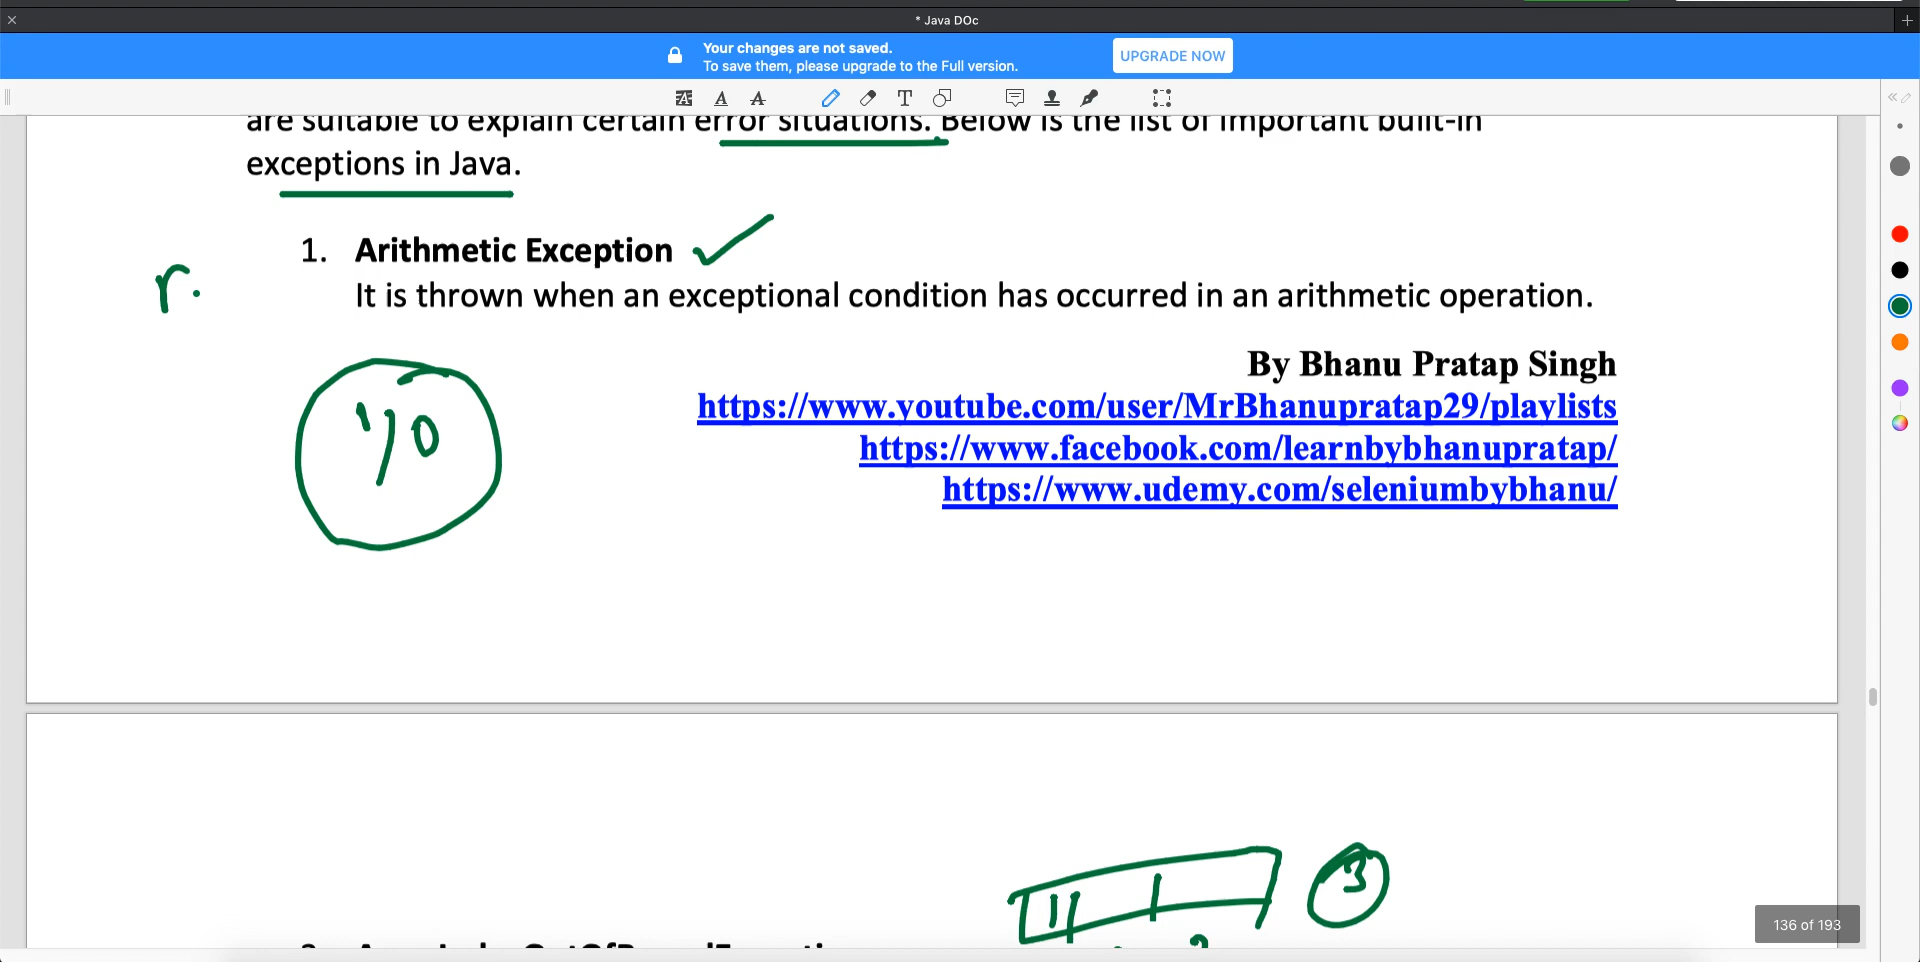 * Java DOc
Your changes are not saved.
To save them, please upgrade to the Full version.
UPGRADE NOW
are suitable to explain certain error situations. Below is the list of important built-in
exceptions in Java.
1. Arithmetic Exception
r.
It is thrown when an exceptional condition has occurred in an arithmetic operation.
By Bhanu Pratap Singh
https://www.youtube.com/user/MrBhanupratap29/playlists
1/0
https://www.facebook.com/learnbybhanupratap/
https://www.udemy.com/seleniumbybhanu/
3
136 of 193